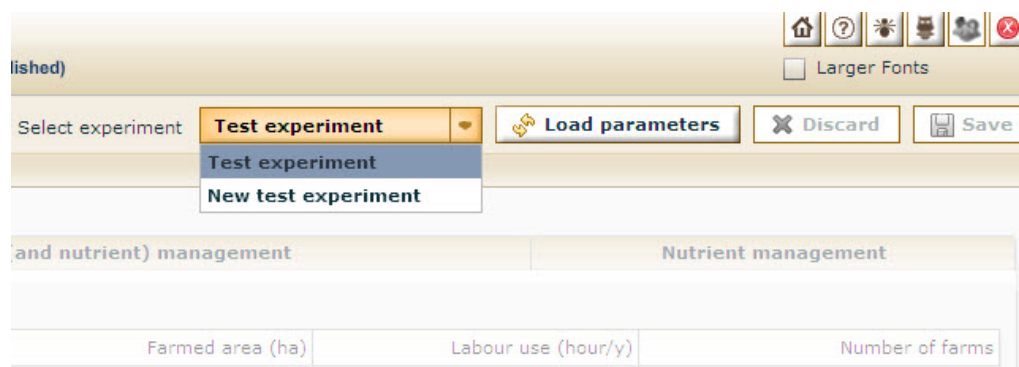 lished)
Larger Fonts
Select experiment Test experiment Load parameters Discard Save
Test experiment
New test experiment
(and nutrient) management Nutrient management
Farmed area (ha) Labour use (hour/y) Number of farms